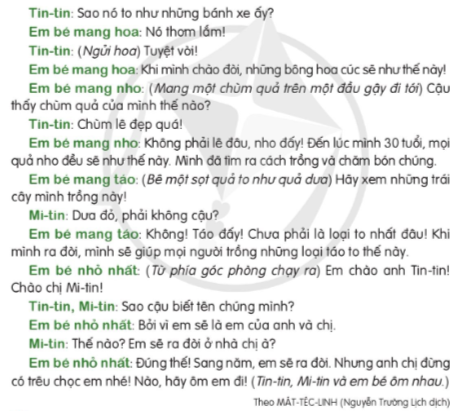 Tin-tin: Sao nó to như những bánh xe ấy?
Em bé mang hoa: Nó thơm lắm!
Tin-tin: (Ngửi hoa) Tuyệt vời!
Em bé mang hoa: Khi mình chào đời, những bông hoa cúc sẽ như thế này!
Em bé mang nho: (Mang một chùm quả trên một đầu gậy đi tới) Cậu
thấy chùm quả của mình thế nào?
Tin-tin: Chùm lê đẹp quá!
Em bé mang nho: Không phải lê đâu, nho đấy! Đến lúc mình 30 tuổi, mọi
quả nho đều sẽ như thế này. Mình đã tìm ra cách trồng và chăm bón chúng.
Em bé mang táo: (Bê một sọt quả to như quả dưa) Hãy xem những trái
cây mình trồng này!
Mi-tin: Dưa đỏ, phải không cậu?
Em bé mang táo: Không! Táo đấy! Chưa phải là loại to nhất đâu! Khi
mình ra đời, mình sẽ giúp mọi người trồng những loại táo to thế này.
Em bé nhỏ nhất: (Từ phía góc phòng chạy ra) Em chào anh Tin-tin!
Chào chị Mi-tin!
Tin-tin, Mi-tin: Sao cậu biết tên chúng mình?
Em bé nhỏ nhất: Bởi vì em sẽ là em của anh và chị.
Mi-tin: Thế nào? Em sẽ ra đời ở nhà chị à?
Em bé nhỏ nhất: Đúng thế! Sang năm, em sẽ ra đời. Nhưng anh chị đừng
có trêu chọc em nhé! Nào, hãy ôm em đi! (Tin-tin, Mi-tin và em bé ôm nhau.)
Theo MÁT-TÉC-LINH (Nguyễn Trường Lịch dịch)